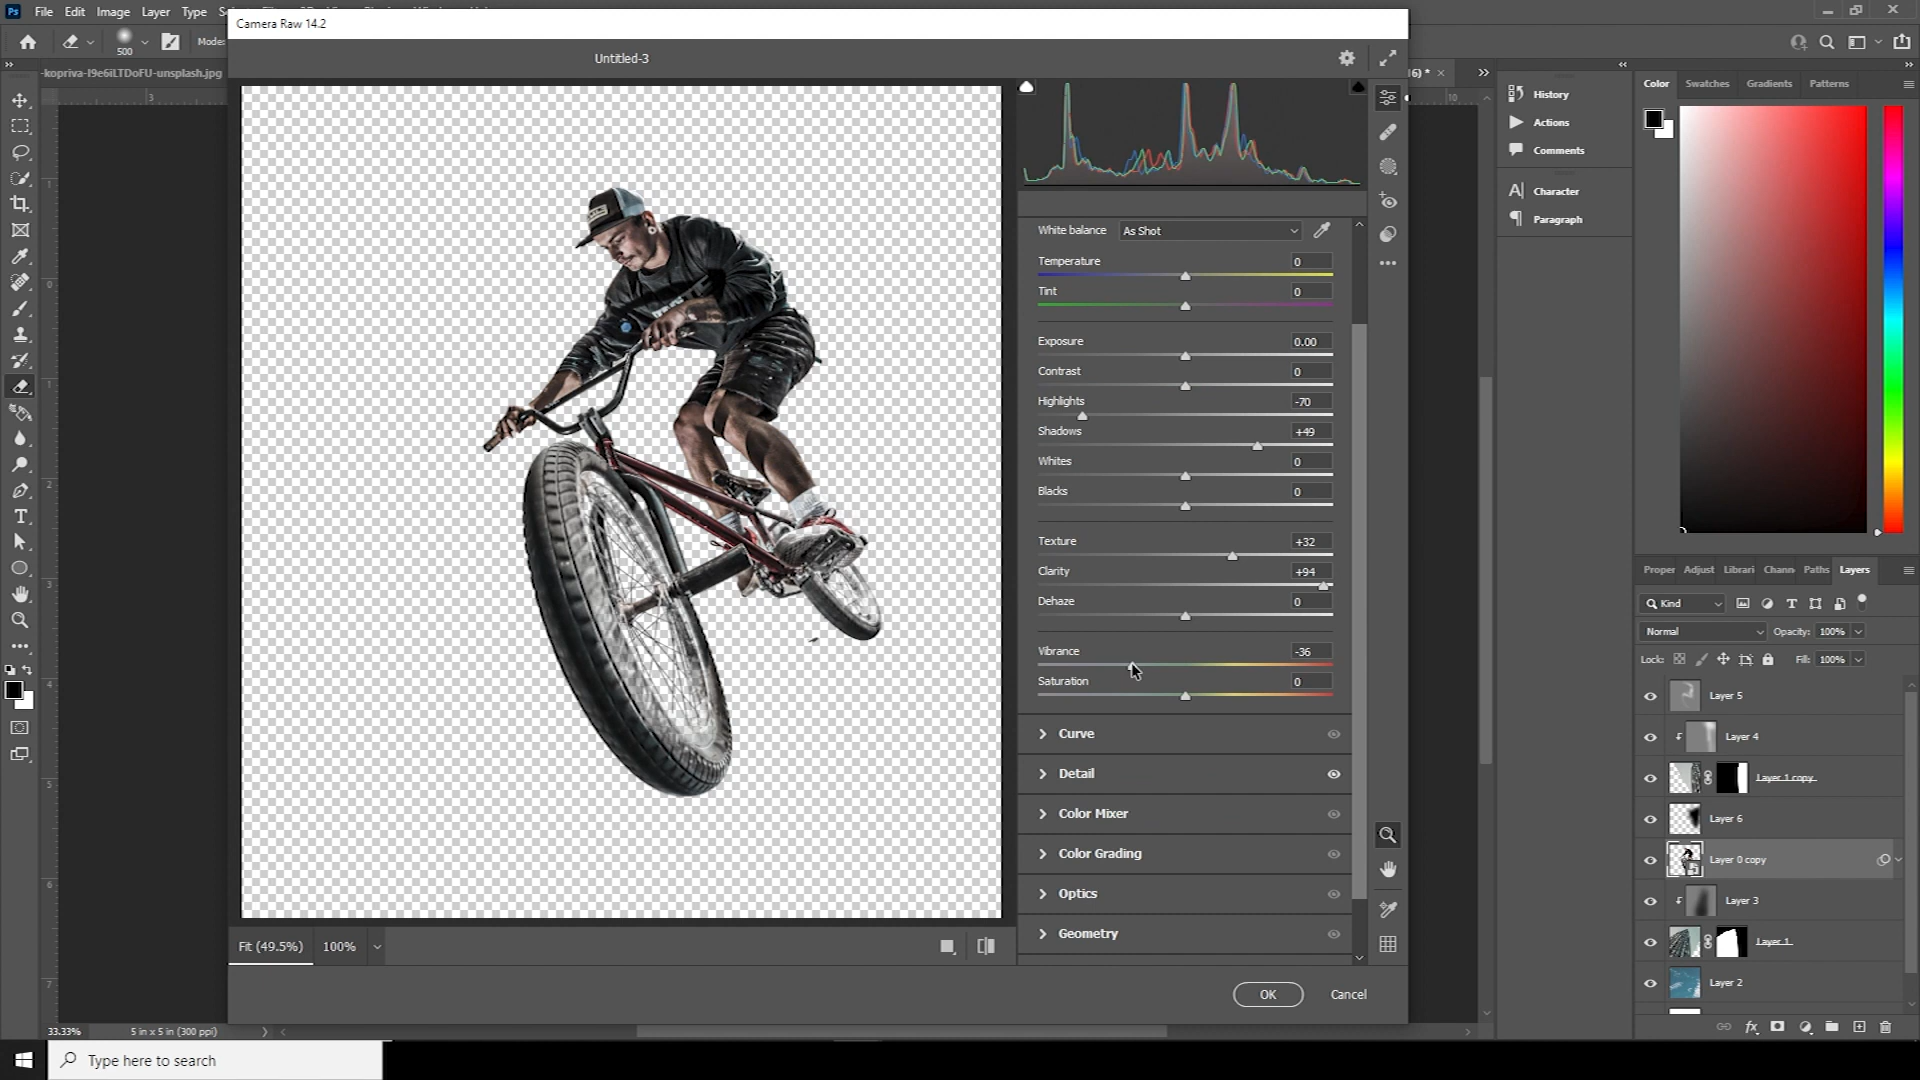 Ps File Edit Image Layer Type
Camera Raw 14.2
500 Mode:
Untitled-3
-kopriva-I9e6iLTDoFU-unsplash.jpg
White balance As Shot
Temperature 0
Tint 0
Exposure 0.00
Contrast 0
Highlights -70
Shadows +49
Whites 0
Blacks 0
Texture +32
Clarity +94
Dehaze 0
Vibrance -36
Saturation 0
Curve
Detail
Color Mixer
Color Grading
Optics
Geometry
Fit (49.5%) 100%
OK Cancel
History
Actions
Comments
Character
Paragraph
Color Swatches Gradients Patterns
Proper Adjust Librari Chann Paths Layers
Kind
Normal Opacity: 100%
Lock: Fill: 100%
Layer 5
Layer 4
Layer 1 copy
Layer 6
Layer 0 copy
Layer 3
Layer 1
Layer 2
33.33% 5 in x 5 in (300 ppi)
Type here to search